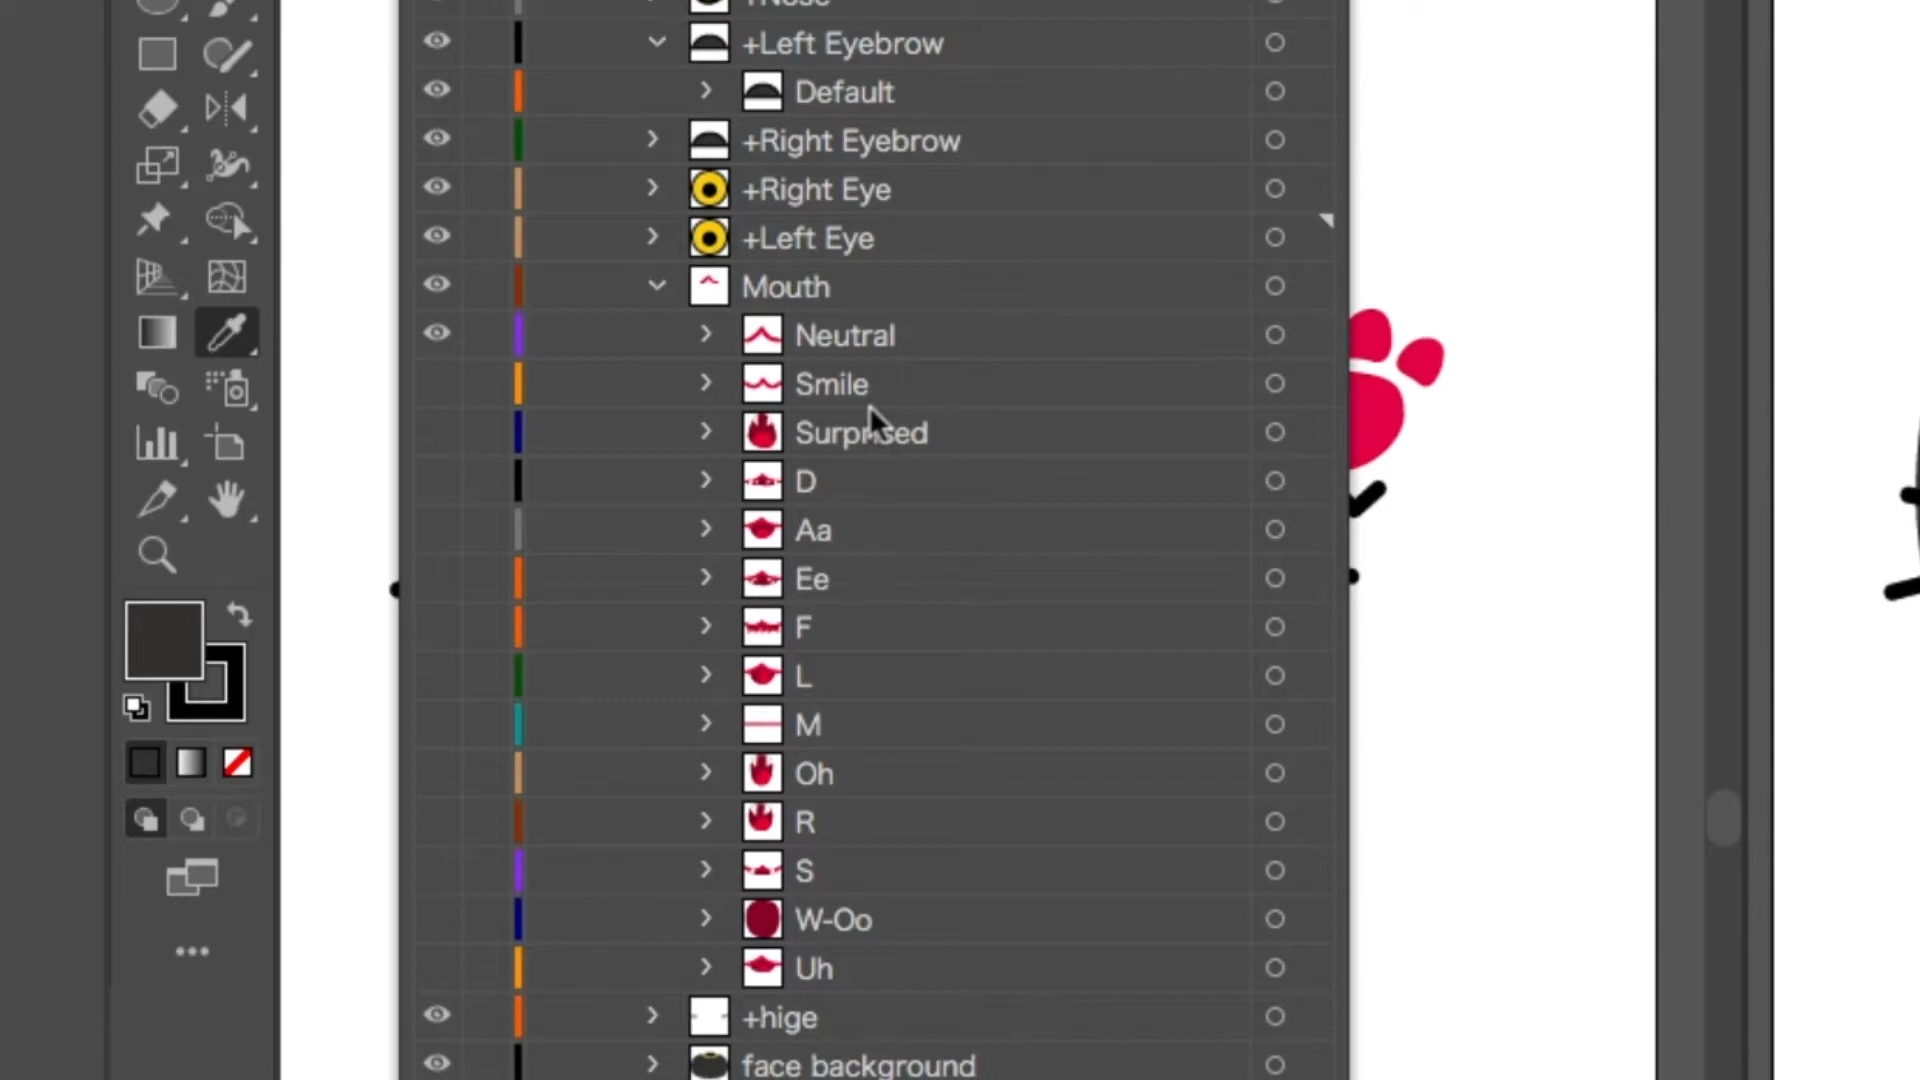 +Nose
+Left Eyebrow
Default
+Right Eyebrow
+Right Eye
+Left Eye
Mouth
Neutral
Smile
Surprised
D
Aa
Ee
F
L
M
Oh
R
S
W-Oo
Uh
+hige
face background